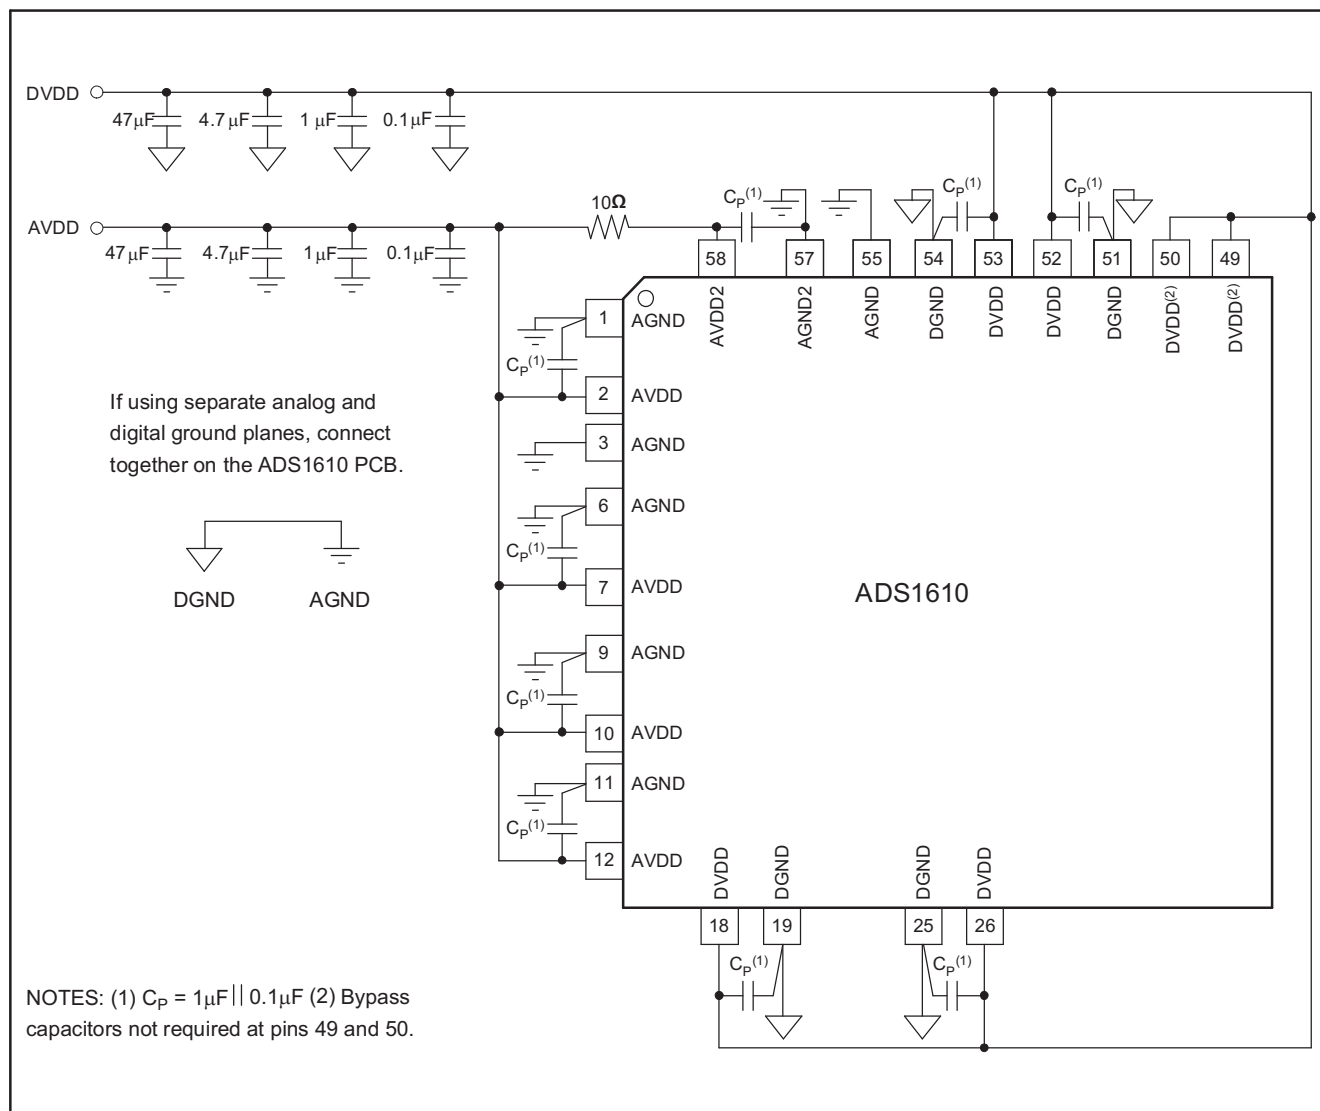 DVDD
47μF
4.7μF
1μF
0.1μF
AVDD
47μF
4.7μF
1μF
0.1μF
10Ω
CP(1)
CP(1)
CP(1)
58
57
55
54
53
52
51
50
49
AVDD2
AGND2
AGND
DGND
DVDD
DVDD
DGND
DVDD(2)
DVDD(2)
1
AGND
CP(1)
2
AVDD
3
AGND
6
AGND
CP(1)
7
AVDD
9
AGND
CP(1)
10
AVDD
11
AGND
CP(1)
12
AVDD
If using separate analog and
digital ground planes, connect
together on the ADS1610 PCB.
DGND
AGND
ADS1610
DVDD
DGND
DGND
DVDD
18
19
25
26
CP(1)
CP(1)
NOTES: (1) CP = 1μF || 0.1μF (2) Bypass
capacitors not required at pins 49 and 50.